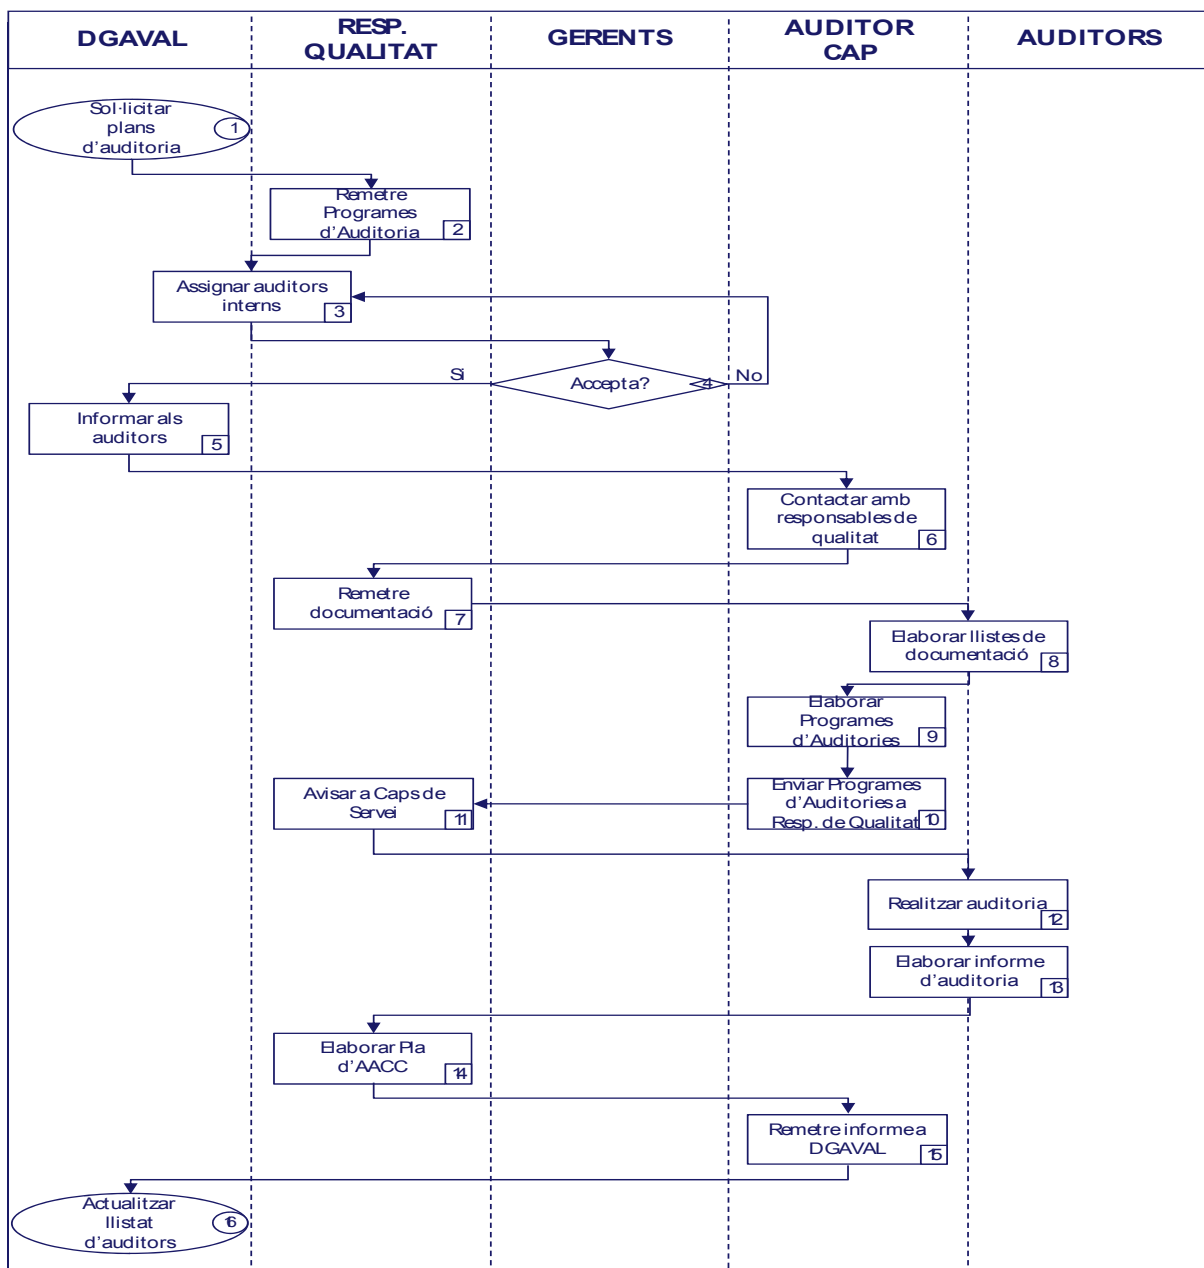 DGAVAL
RESP.
QUALITAT
GERENTS
AUDITOR
CAP
AUDITORS
Sol·licitar
plans
d'auditoria
1
Remetre
Programes
d'Auditoria
2
Assignar auditors
interns
3
Accepta?
4
Si
No
Informar als
auditors
5
Contactar amb
responsables de
qualitat
6
Remetre
documentació
7
Elaborar llistes de
documentació
8
Elaborar
Programes
d'Auditories
9
Enviar Programes
d'Auditories a
Resp. de Qualitat
10
Avisar a Caps de
Servei
11
Realitzar auditoria
12
Elaborar informe
d'auditoria
13
Elaborar Pla
d'AACC
14
Remetre informe a
DGAVAL
15
Actualitzar
llistat
d'auditors
16